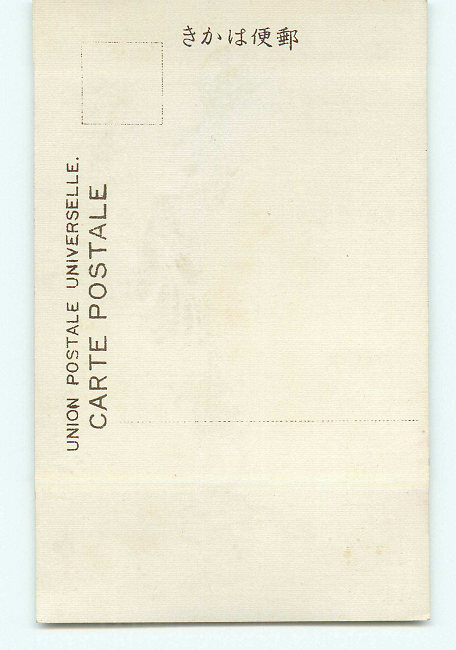 郵便はかき
UNION POSTALE UNIVERSELLE.
CARTE POSTALE